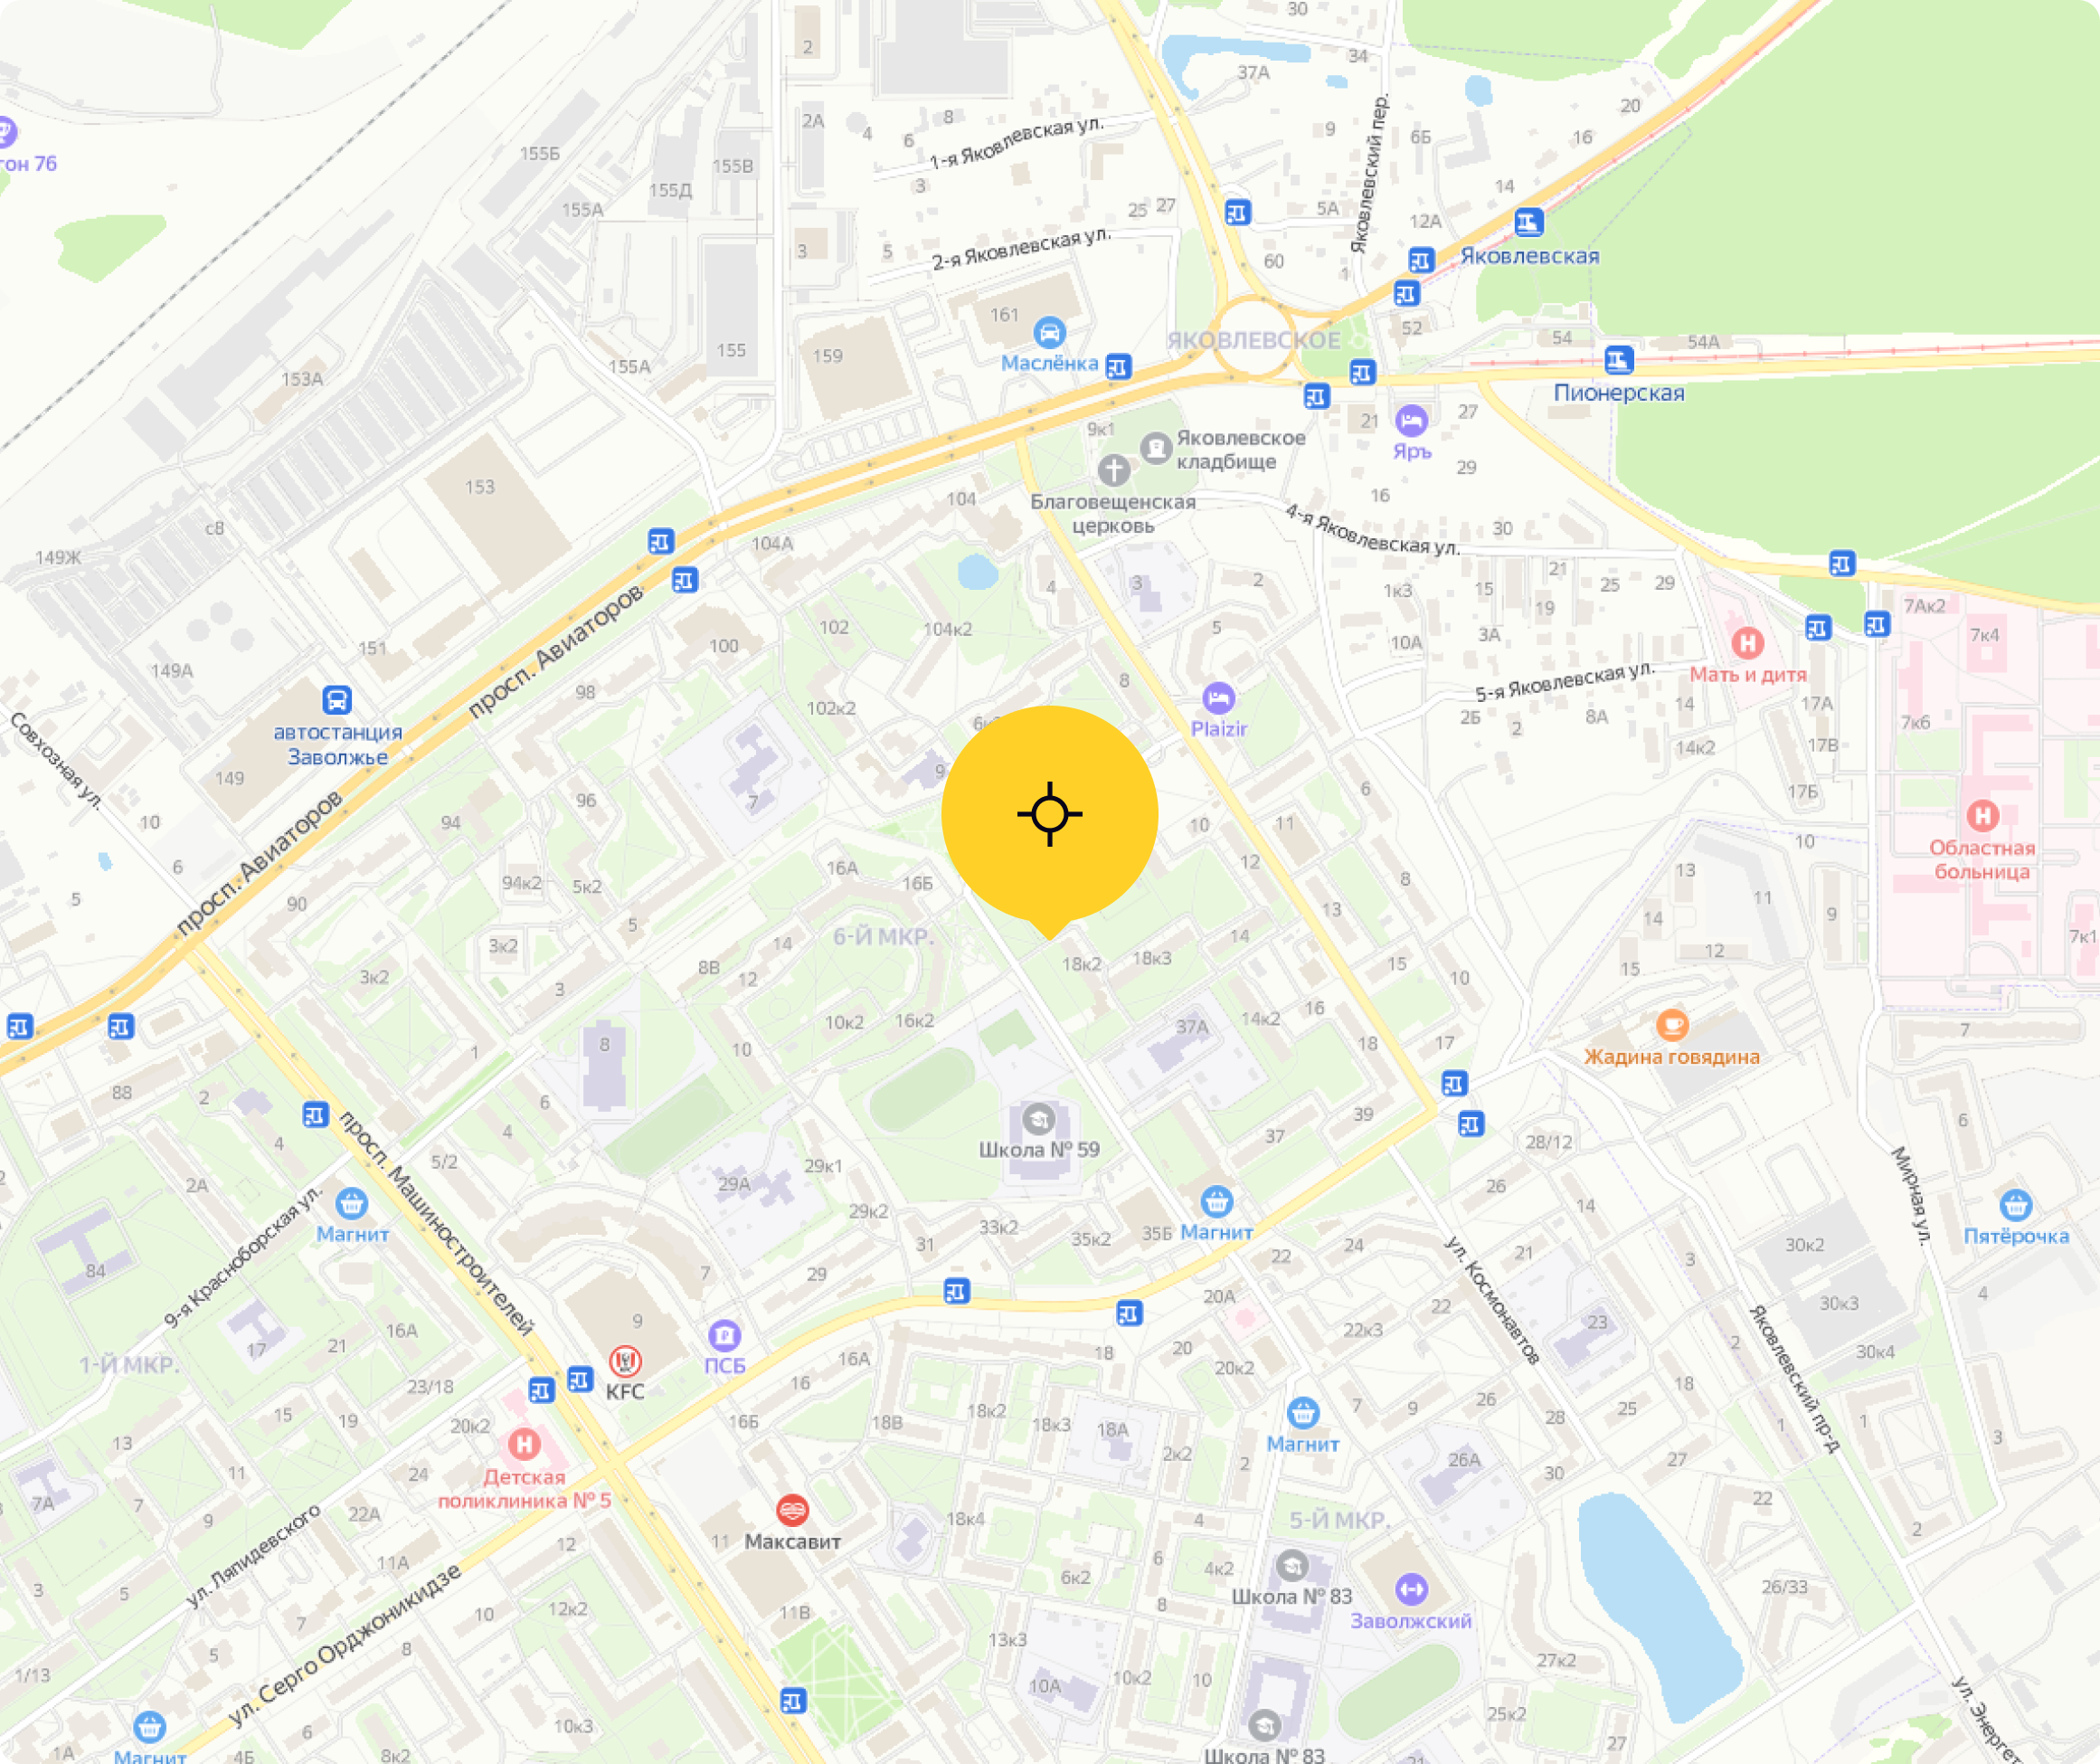 30
2
34
37А
8
2А
4
6
1-я Яковлевская ул.
9
6Б
16
20
Яковлевский пер.
155Б
155В
155Д
155А
гон 76
3
14
25
27
5А
12А
5
2-я Яковлевская ул.
3
60
1
Яковлевская
161
Маслёнка
ЯКОВЛЕВСКОЕ
52
54
54А
155
159
155А
153А
Пионерская
9к1
Яковлевское
кладбище
21
27
Яръ
29
153
104
Благовещенская
церковь
16
4-я Яковлевская ул.
30
с8
149Ж
104А
просп. Авиаторов
4
3
2
1к3
15
21
25
29
19
7Ак2
7к4
102
104к2
5
3А
10А
151
100
149А
98
8
5-я Яковлевская ул.
Мать и дитя
14
17А
102к2
Plaizir
2Б
2
8А
14к2
17В
7к6
автостанция
Заволжье
Совхозная ул.
149
9
7
96
6
17Б
10
94
просп. Авиаторов
10
11
10
6
12
16А
16Б
94к2
5к2
5
8
13
11
Областная
больница
90
5
13
14
9
6-Й МКР.
14
3к2
18к2
18к3
14
12
7к1
3к2
8В
12
15
10
15
3
10к2
16к2
37А
14к2
16
8
10
18
17
7
Жадина говядина
1
88
2
6
4
4
5/2
просп. Машиностроителей
Школа № 59
39
37
28/12
6
29к1
29А
2А
Магнит
29к2
33к2
35к2
35Б
Магнит
26
14
Мирная ул.
Пятёрочка
84
9-я Красноборская ул.
31
7
29
22
24
ул. Космонавтов
21
3
30к2
9
20А
22
23
30к3
4
17
21
16А
1-Й МКР.
ПСБ
KFC
16А
18
20
20к2
22к3
2
Яковлевский пр-д
30к4
23/18
16
18
15
19
20к2
16Б
18В
18к2
18к3
18А
Магнит
7
9
26
28
25
1
1
3
13
11
Детская
поликлиника № 5
24
2к2
2
26А
30
27
7А
7
9
22А
Максавит
18к4
5-Й МКР.
22
4
2
ул. Ляпидевского
11А
12
11
6
4к2
Школа № 83
26/33
3
5
ул. Серго Орджоникидзе
6к2
8
Заволжский
7
10
12к2
11В
13к3
5
8
27к2
1/13
10к2
10
10А
ул. Энергет
Магнит
1А
6
4Б
8к2
10к3
25к2
27
Школа № 83
21